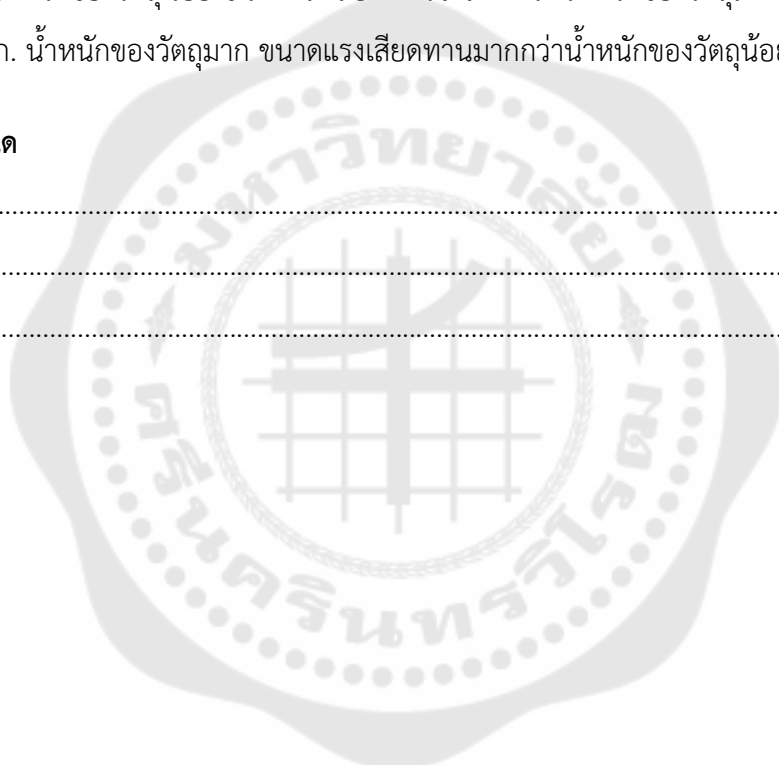 ก. น้ำหนักของวัตถุมาก ขนาดแรงเสียดทานมากกว่าน้ำหนักของวัตถุน้อย
มหาวิทยาลัย
ศรีนครินทรวิโรฒ